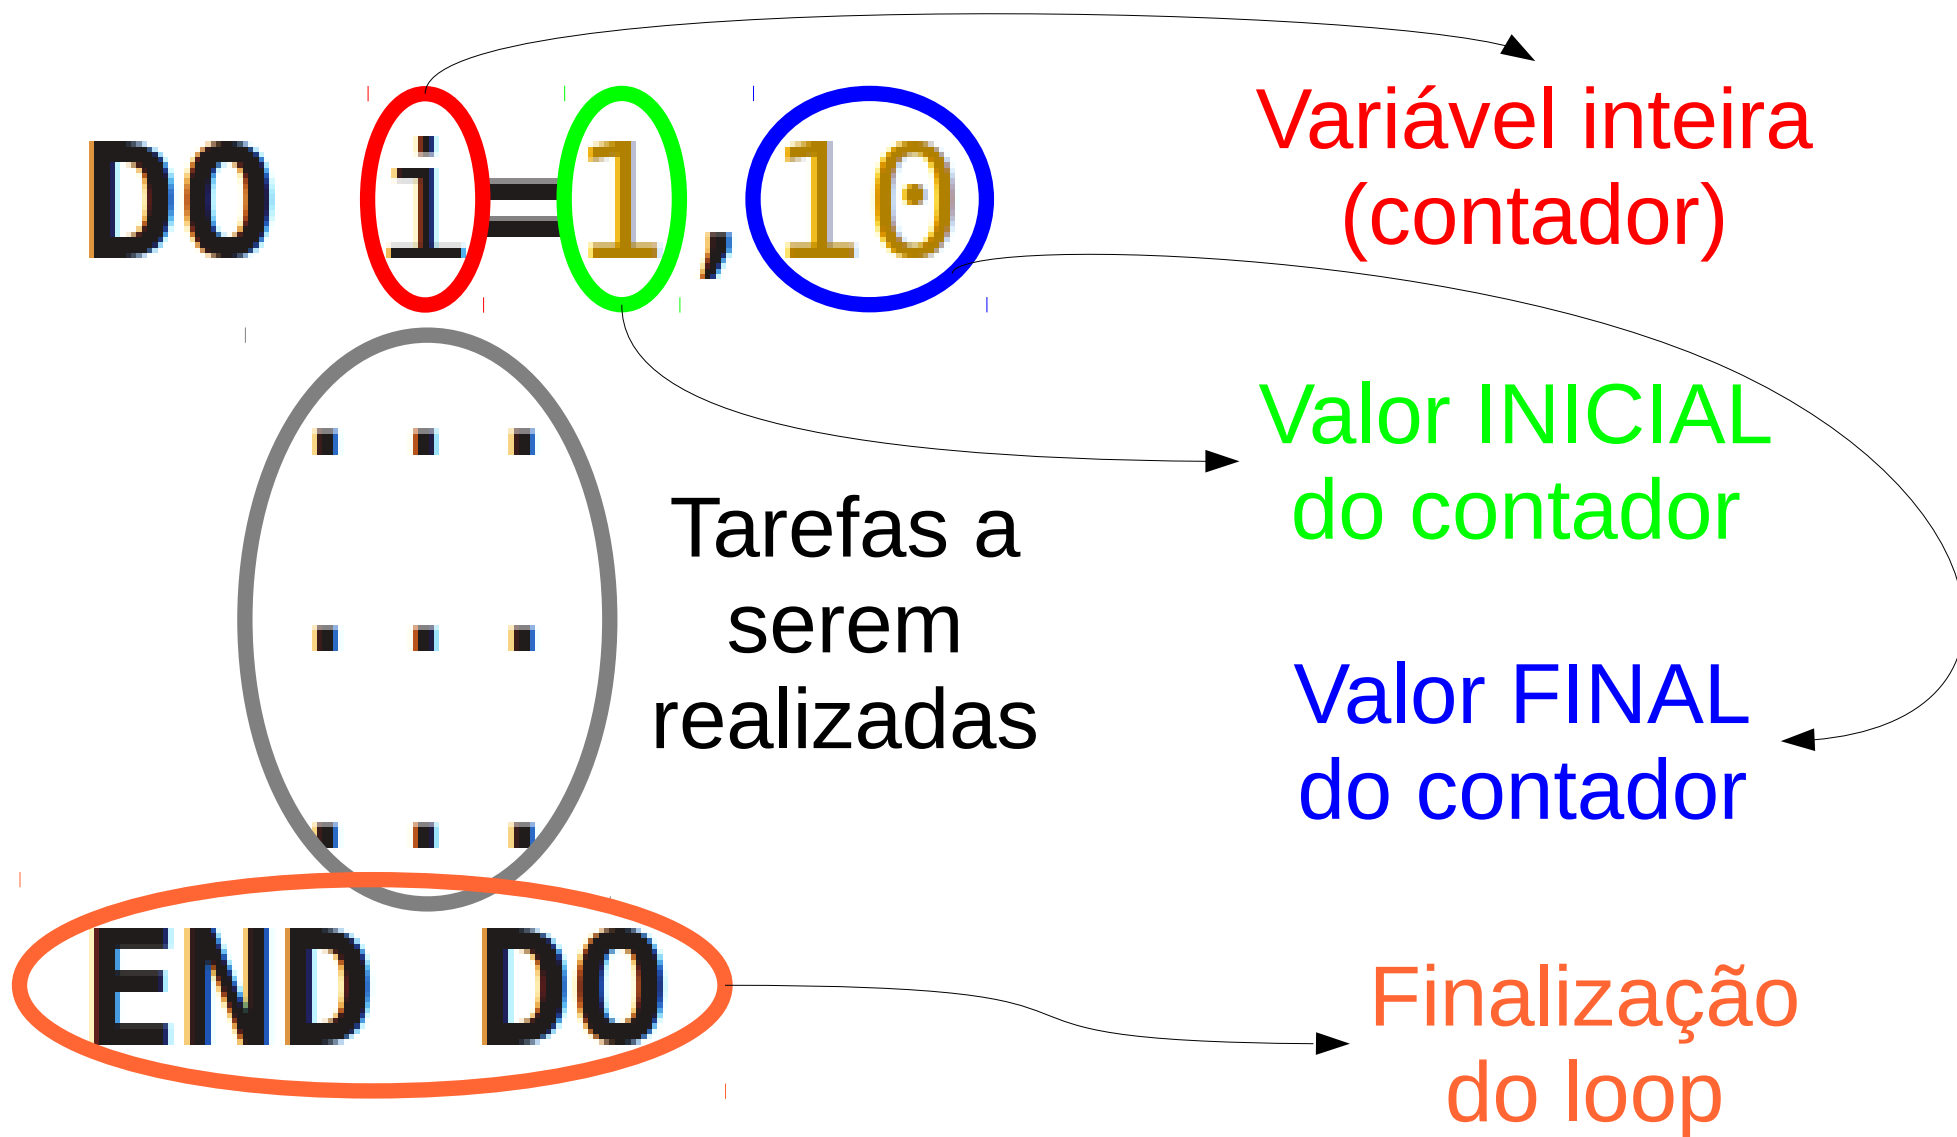 DO i=1,10
. . .
. . .
. . .
END DO
Variável inteira
(contador)
Valor INICIAL
do contador
Tarefas a
serem
realizadas
Valor FINAL
do contador
Finalização
do loop